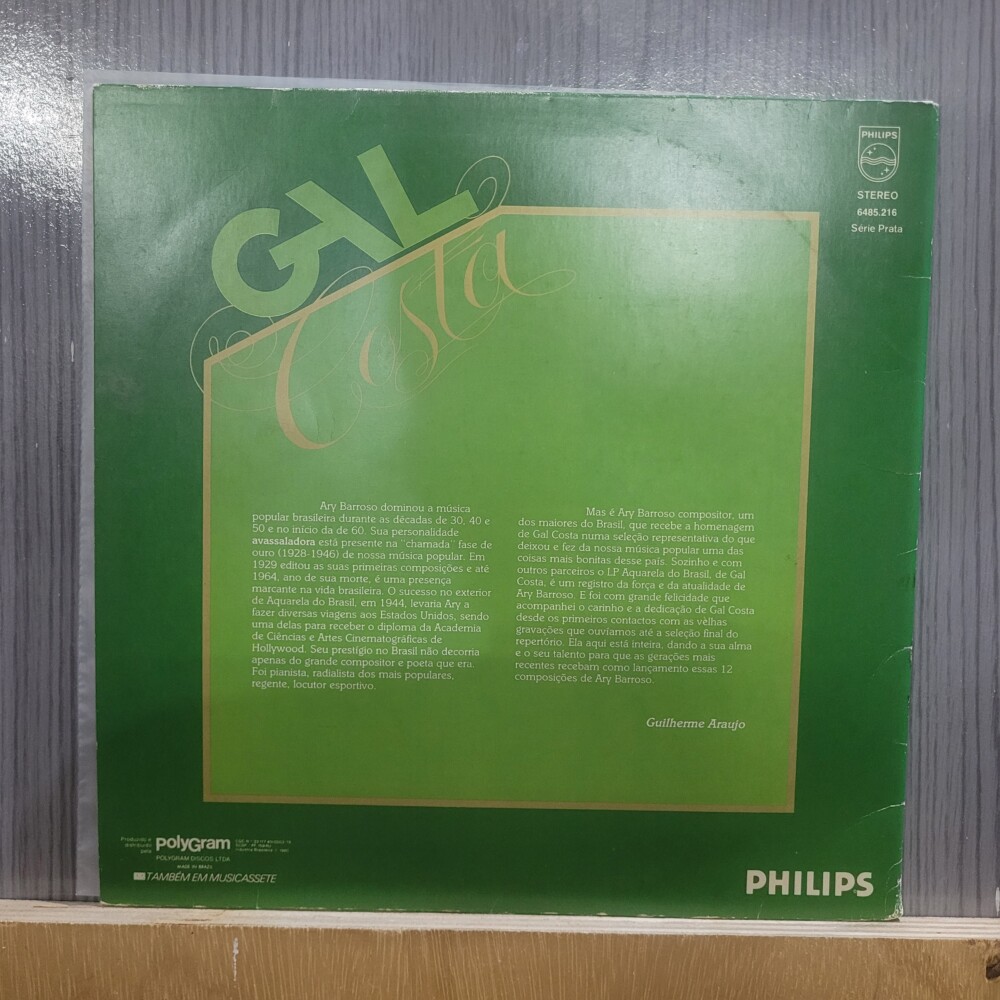 GAL
Costa
PHILIPS
STEREO
6485.216
Série Prata
Ary Barroso dominou a música
popular brasileira durante as décadas de 30, 40 e
50 e no início da de 60. Sua personalidade
avassaladora está presente na "chamada" fase de
ouro (1928-1946) de nossa música popular. Em
1929 editou as suas primeiras composições e até
1964, ano de sua morte, é uma presença
marcante na vida brasileira. O sucesso no exterior
de Aquarela do Brasil, em 1944, levaria Ary a
fazer diversas viagens aos Estados Unidos, sendo
uma delas para receber o diploma da Academia
de Ciências e Artes Cinematográficas de
Hollywood. Seu prestígio no Brasil não decorria
apenas do grande compositor e poeta que era.
Foi pianista, radialista dos mais populares,
regente, locutor esportivo.
Mas é Ary Barroso compositor, um
dos maiores do Brasil, que recebe a homenagem
de Gal Costa numa seleção representativa do que
deixou e fez da nossa música popular uma das
coisas mais bonitas desse país. Sozinho e com
outros parceiros o LP Aquarela do Brasil, de Gal
Costa, é um registro da força e da atualidade de
Ary Barroso. E foi com grande felicidade que
acompanhei o carinho e a dedicação de Gal Costa
desde os primeiros contactos com as velhas
gravações que ouvíamos até a seleção final do
repertório. Ela aqui está inteira, dando a sua alma
e o seu talento para que as gerações mais
recentes recebam como lançamento essas 12
composições de Ary Barroso.
Guilherme Araujo
Produzido e
distribuído
pela
polyGram
POLYGRAM DISCOS LTDA
MADE IN BRAZIL
TAMBÉM EM MUSICASSETE
PHILIPS